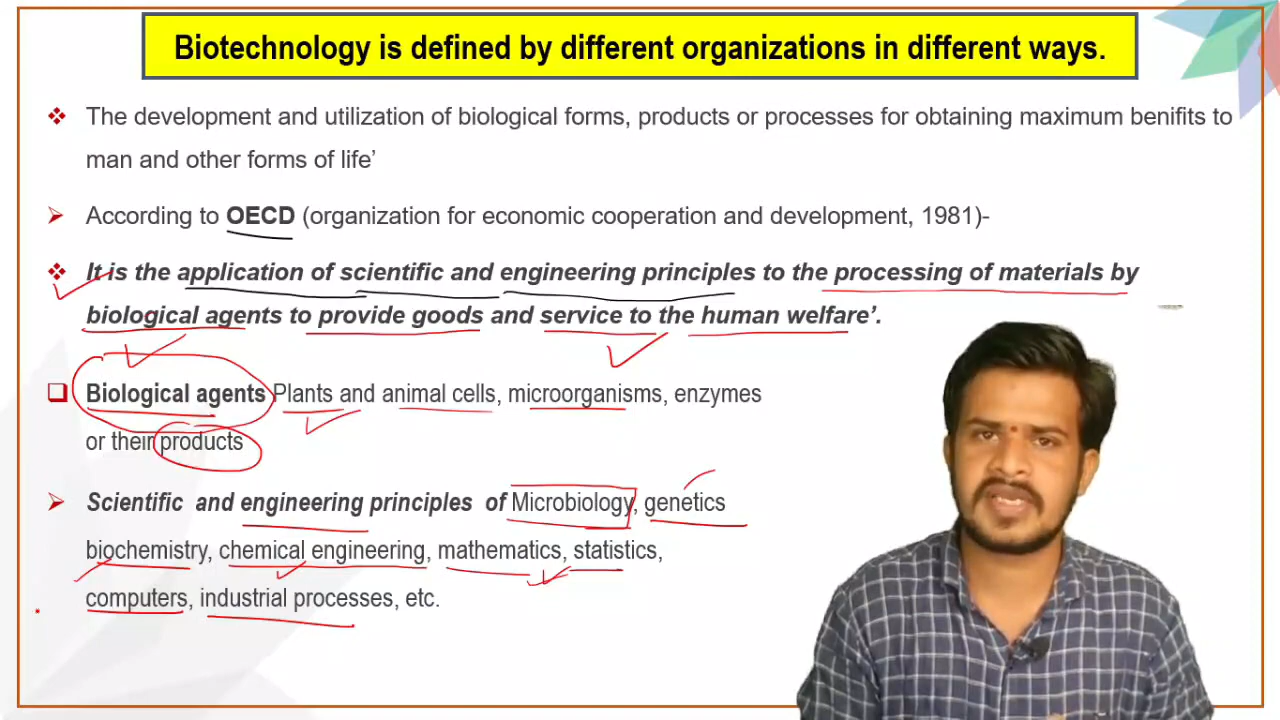 Biotechnology is defined by different organizations in different ways.
The development and utilization of biological forms, products or processes for obtaining maximum benifits to
man and other forms of life’
According to OECD (organization for economic cooperation and development, 1981)-
It is the application of scientific and engineering principles to the processing of materials by
biological agents to provide goods and service to the human welfare’.
Biological agents Plants and animal cells, microorganisms, enzymes
or their products
Scientific and engineering principles of Microbiology, genetics
biochemistry, chemical engineering, mathematics, statistics,
computers, industrial processes, etc.